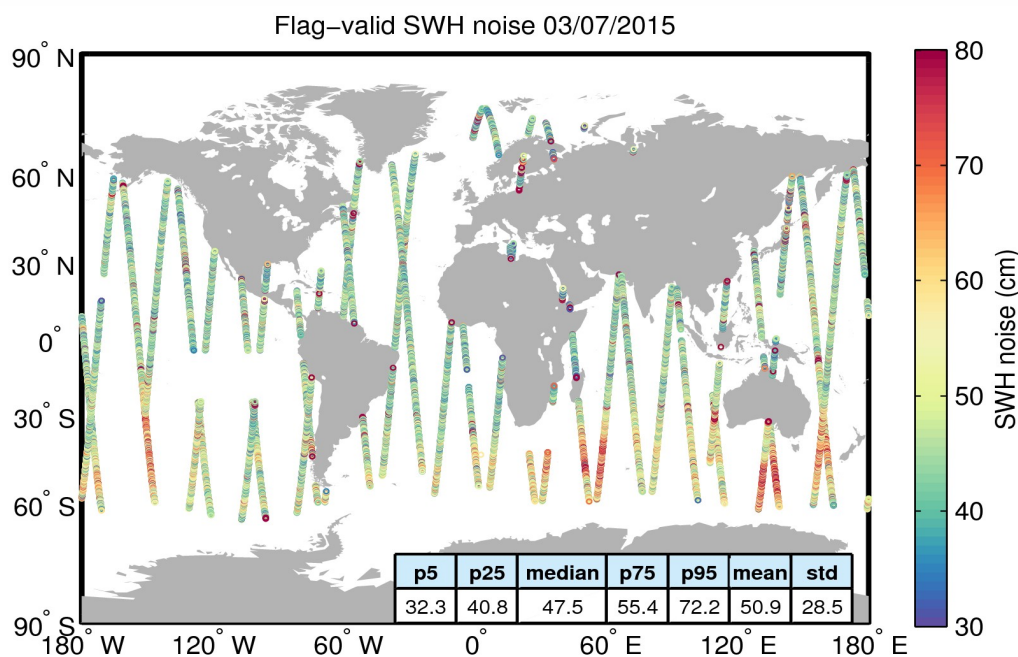 Flag−valid SWH noise 03/07/2015
90° N
60° N
30° N
0°
30° S
60° S
90° S
180° W
120° W
60° W
0°
60° E
120° E
180° E
80
70
60
50
40
30
SWH noise (cm)
p5 p25 median p75 p95 mean std
32.3 40.8 47.5 55.4 72.2 50.9 28.5